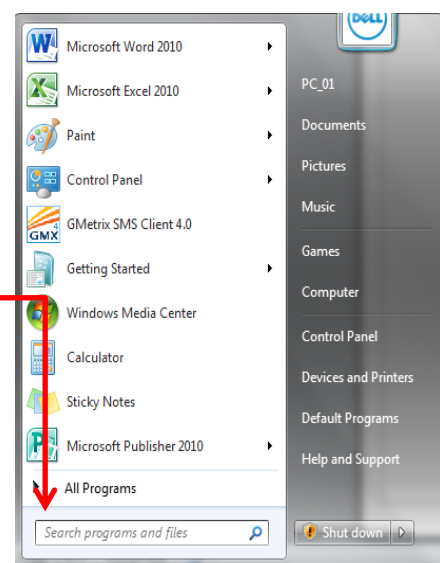 Microsoft Word 2010
Microsoft Excel 2010
Paint
Control Panel
GMX
4
GMetrix SMS Client 4.0
Getting Started
Windows Media Center
Calculator
Sticky Notes
Microsoft Publisher 2010
All Programs
Search programs and files
DELL
PC_01
Documents
Pictures
Music
Games
Computer
Control Panel
Devices and Printers
Default Programs
Help and Support
Shut down